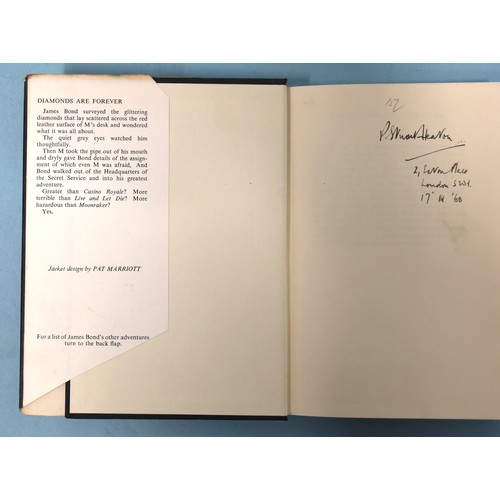 DIAMONDS ARE FOREVER
James Bond surveyed the glittering
diamonds that lay scattered across the red
leather surface of M's desk and wondered
what it was all about.
The quiet grey eyes watched him
thoughtfully.
Then M took the pipe out of his mouth
and dryly gave Bond details of the assign-
ment of which even M was afraid, And
Bond walked out of the Headquarters of
the Secret Service and into his greatest
adventure.
Greater than Casino Royale? More
terrible than Live and Let Die? More
hazardous than Moonraker?
Yes.
Jacket design by PAT MARRIOTT
For a list of James Bond's other adventures
turn to the back flap.
2, Eaton Place
London S.W.1.